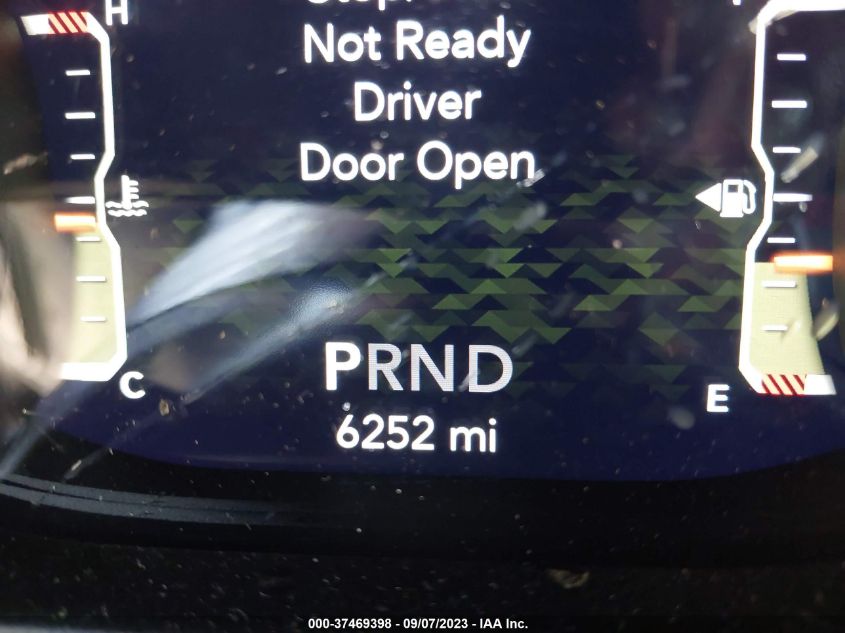 H
Not Ready
Driver
Door Open
PRND
C
E
6252 mi
000-37469398 - 09/07/2023 - IAA Inc.